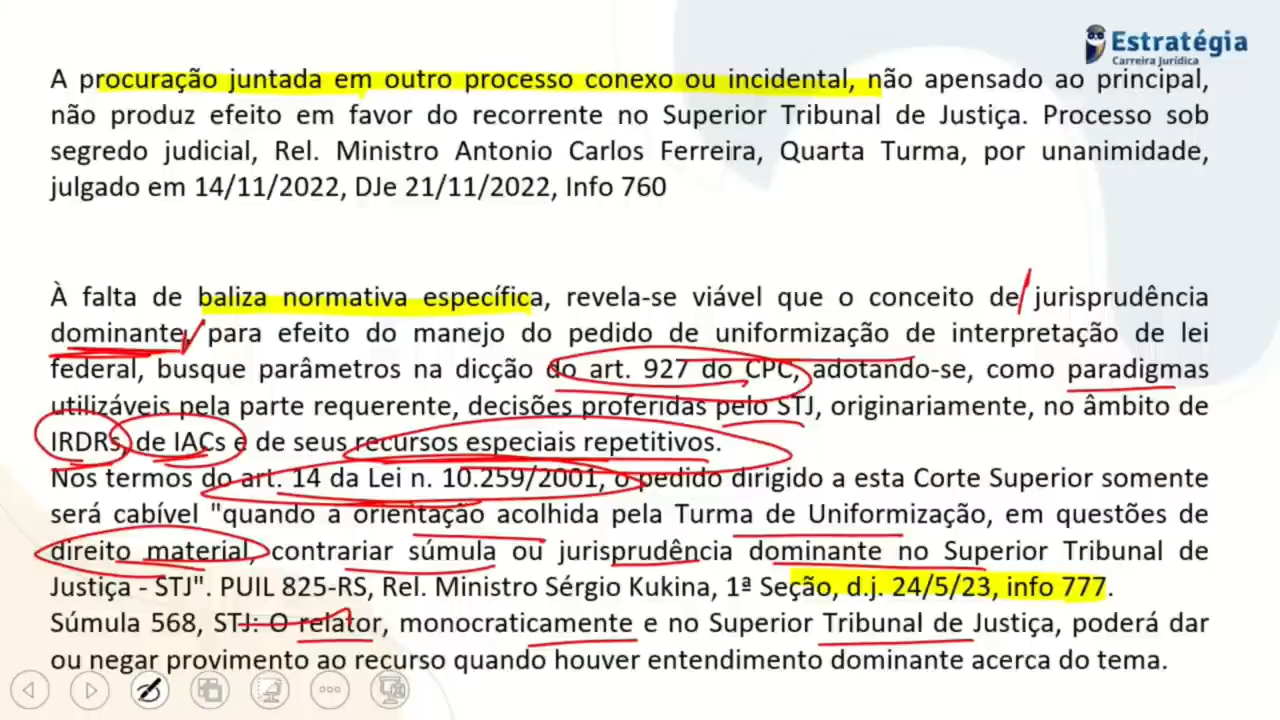 Estratégia
Carreira Jurídica
A procuração juntada em outro processo conexo ou incidental, não apensado ao principal,
não produz efeito em favor do recorrente no Superior Tribunal de Justiça. Processo sob
segredo judicial, Rel. Ministro Antonio Carlos Ferreira, Quarta Turma, por unanimidade,
julgado em 14/11/2022, DJe 21/11/2022, Info 760
À falta de baliza normativa específica, revela-se viável que o conceito de jurisprudência
dominante, para efeito do manejo do pedido de uniformização de interpretação de lei
federal, busque parâmetros na dicção do art. 927 do CPC, adotando-se, como paradigmas
utilizáveis pela parte requerente, decisões proferidas pelo STJ, originariamente, no âmbito de
IRDRs, de IACs e de seus recursos especiais repetitivos.
Nos termos do art. 14 da Lei n. 10.259/2001, o pedido dirigido a esta Corte Superior somente
será cabível "quando a orientação acolhida pela Turma de Uniformização, em questões de
direito material, contrariar súmula ou jurisprudência dominante no Superior Tribunal de
Justiça - STJ". PUIL 825-RS, Rel. Ministro Sérgio Kukina, 1ª Seção, d.j. 24/5/23, info 777.
Súmula 568, STJ: O relator, monocraticamente e no Superior Tribunal de Justiça, poderá dar
ou negar provimento ao recurso quando houver entendimento dominante acerca do tema.